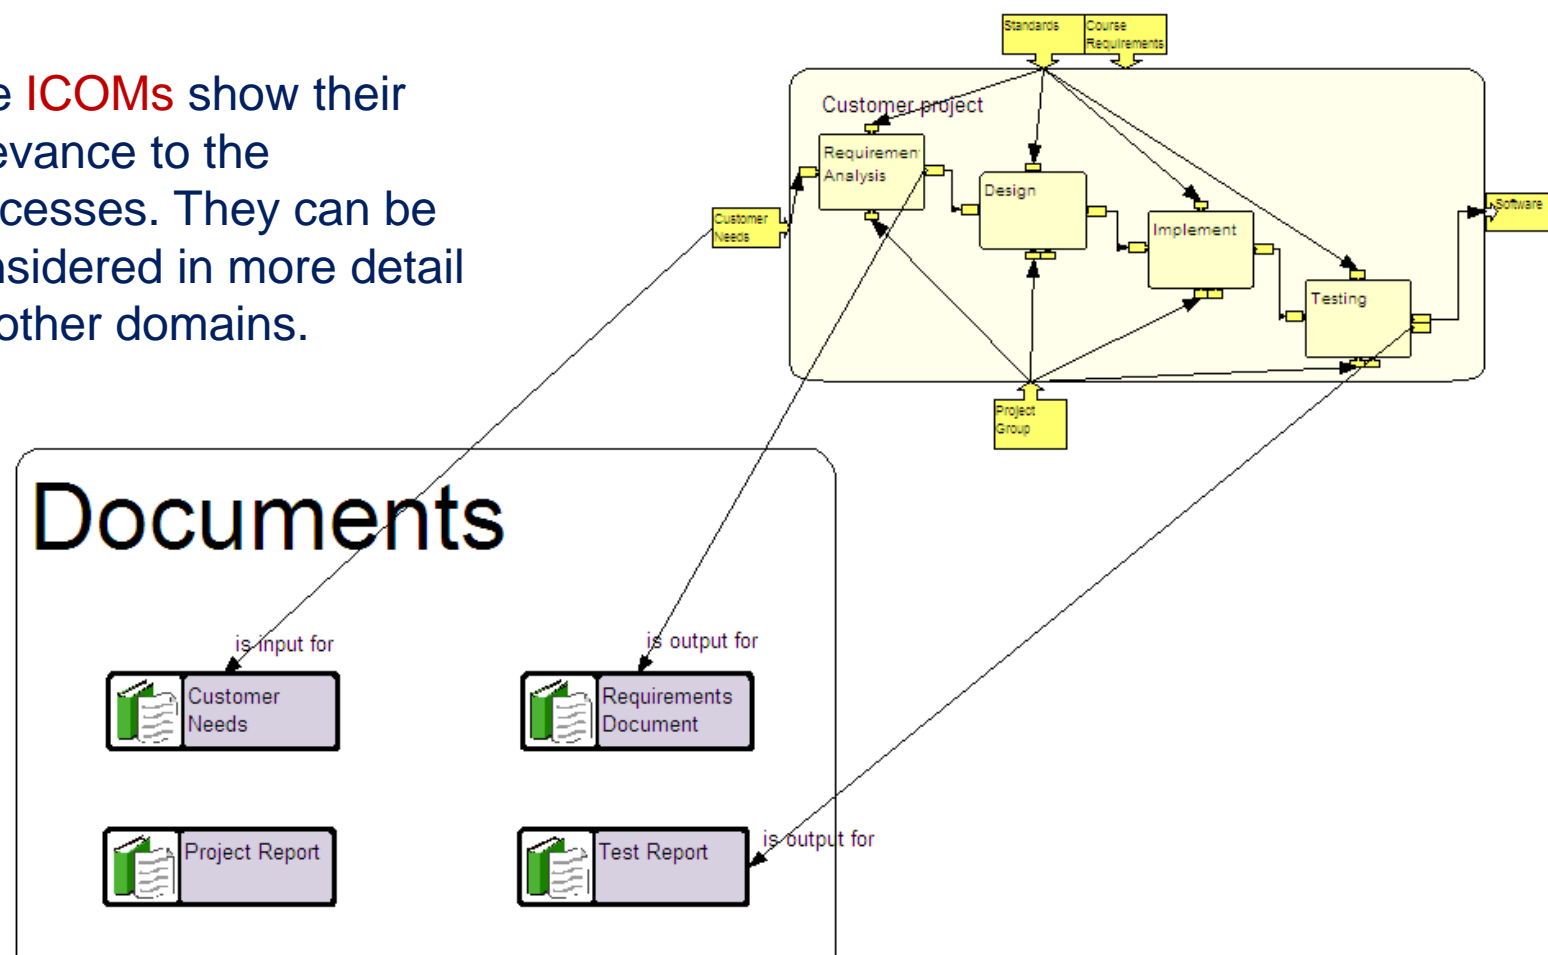 e ICOMs show their
evance to the
cesses. They can be
nsidered in more detail
other domains.
Standards
Course
Requirements
Customer project
Requiremen
Analysis
Design
Implement
Testing
Customer
Needs
Software
Project
Group
Documents
is input for
is output for
Customer
Needs
Requirements
Document
Project Report
Test Report
is output for